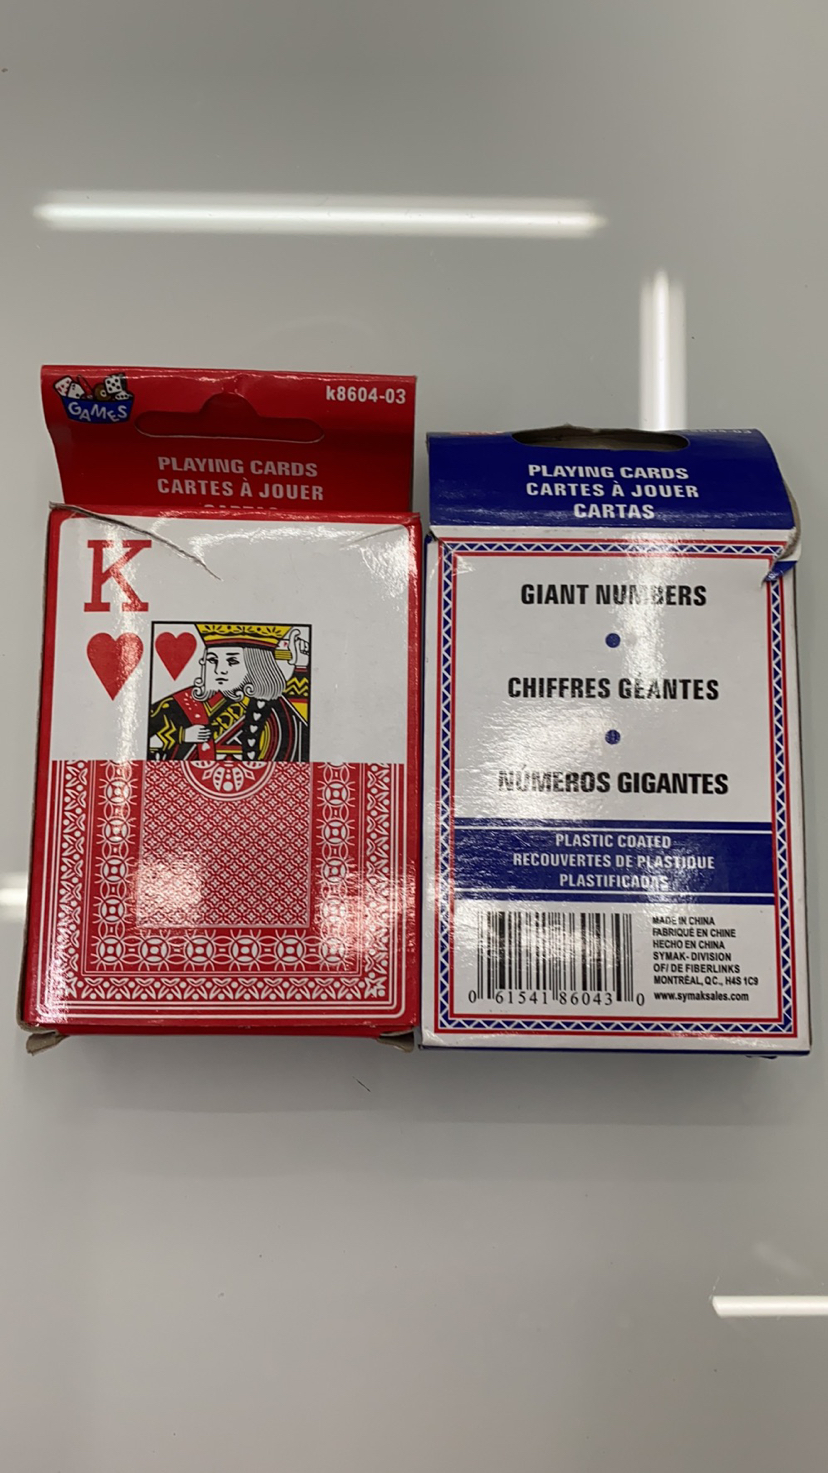 GAMES
k8604-03
PLAYING CARDS
CARTES À JOUER
K
PLAYING CARDS
CARTES À JOUER
CARTAS
GIANT NUMBERS
CHIFFRES GÉANTES
NÚMEROS GIGANTES
PLASTIC COATED
RECOUVERTES DE PLASTIQUE
PLASTIFICADAS
MADE IN CHINA
FABRIQUÉ EN CHINE
HECHO EN CHINA
SYMAK- DIVISION
OF/ DE FIBERLINKS
MONTRÉAL, QC., H4S 1C9
www.symaksales.com
0 61541 86043 0